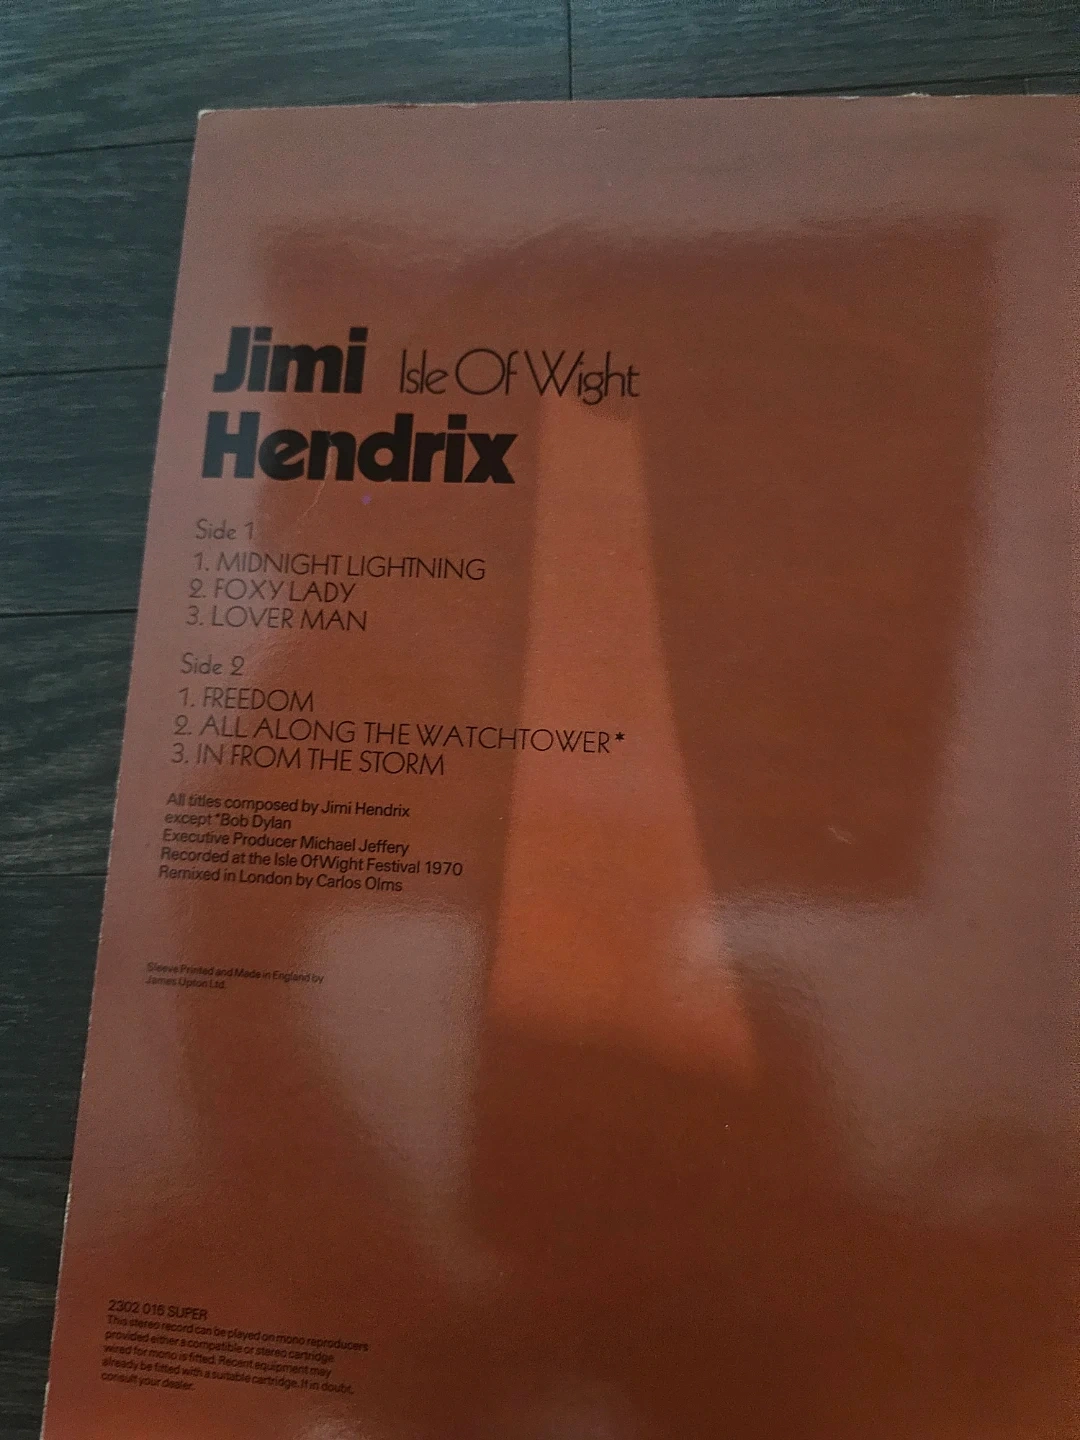 Jimi Isle Of Wight
Hendrix
Side 1
1. MIDNIGHT LIGHTNING
2. FOXY LADY
3. LOVER MAN
Side 2
1. FREEDOM
2. ALL ALONG THE WATCHTOWER*
3. IN FROM THE STORM
All titles composed by Jimi Hendrix
except *Bob Dylan
Executive Producer Michael Jeffery
Recorded at the Isle Of Wight Festival 1970
Remixed in London by Carlos Olms
Sleeve Printed and Made in England by
James Upton Ltd.
2302 016 SUPER
This stereo record can be played on mono reproducers
provided either a compatible or stereo cartridge
wired for mono is fitted. Recent equipment may
already be fitted with a suitable cartridge. If in doubt,
consult your dealer.